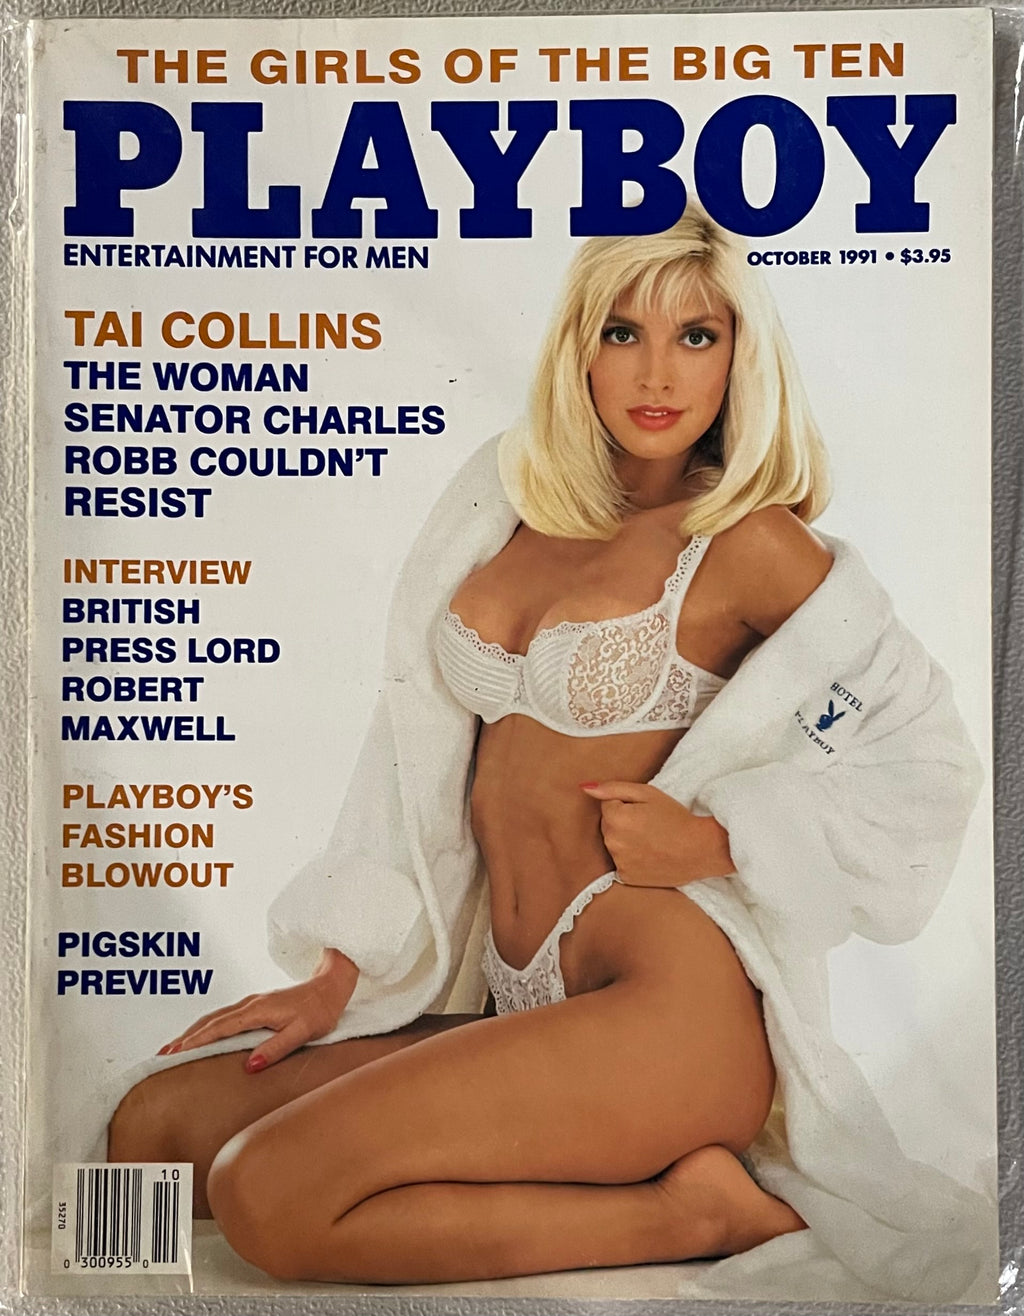 THE GIRLS OF THE BIG TEN
PLAYBOY
ENTERTAINMENT FOR MEN
OCTOBER 1991 • $3.95
TAI COLLINS
THE WOMAN
SENATOR CHARLES
ROBB COULDN'T
RESIST
INTERVIEW
BRITISH
PRESS LORD
ROBERT
MAXWELL
PLAYBOY'S
FASHION
BLOWOUT
PIGSKIN
PREVIEW
HOTEL
PLAYBOY
10
35270
0 300955 0